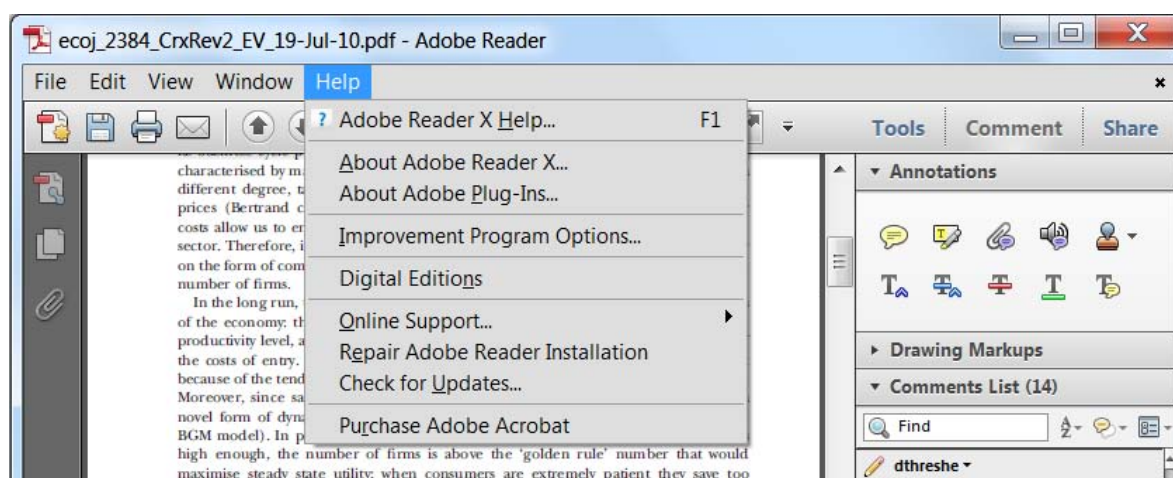 ecoj_2384_CrxRev2_EV_19-Jul-10.pdf - Adobe Reader
File Edit View Window Help
Tools Comment Share
? Adobe Reader X Help... F1
About Adobe Reader X...
About Adobe Plug-Ins...
Improvement Program Options...
Digital Editions
Online Support...
Repair Adobe Reader Installation
Check for Updates...
Purchase Adobe Acrobat
characterised by m
different degree,
prices (Bertrand c
costs allow us to en
sector. Therefore, i
on the form of com
number of firms.
In the long run,
of the economy: th
productivity level, a
the costs of entry.
because of the tend
Moreover, since sa
novel form of dyna
BGM model). In p
high enough, the number of firms is above the 'golden rule' number that would
maximise steady state utility: when consumers are extremely patient they save too
Annotations
Drawing Markups
Comments List (14)
Find
dthreshe